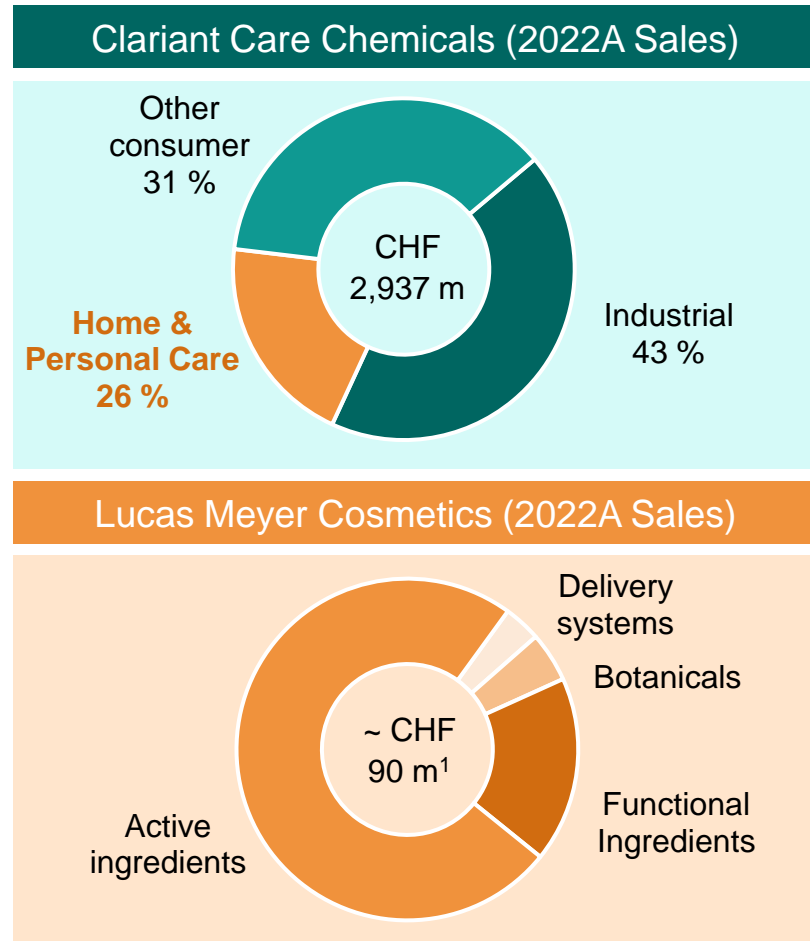 Clariant Care Chemicals (2022A Sales)
Other
consumer
31 %
CHF
2,937 m
Home &
Personal Care
26 %
Industrial
43 %
Lucas Meyer Cosmetics (2022A Sales)
Delivery
systems
Botanicals
~ CHF
90 m¹
Functional
Ingredients
Active
ingredients